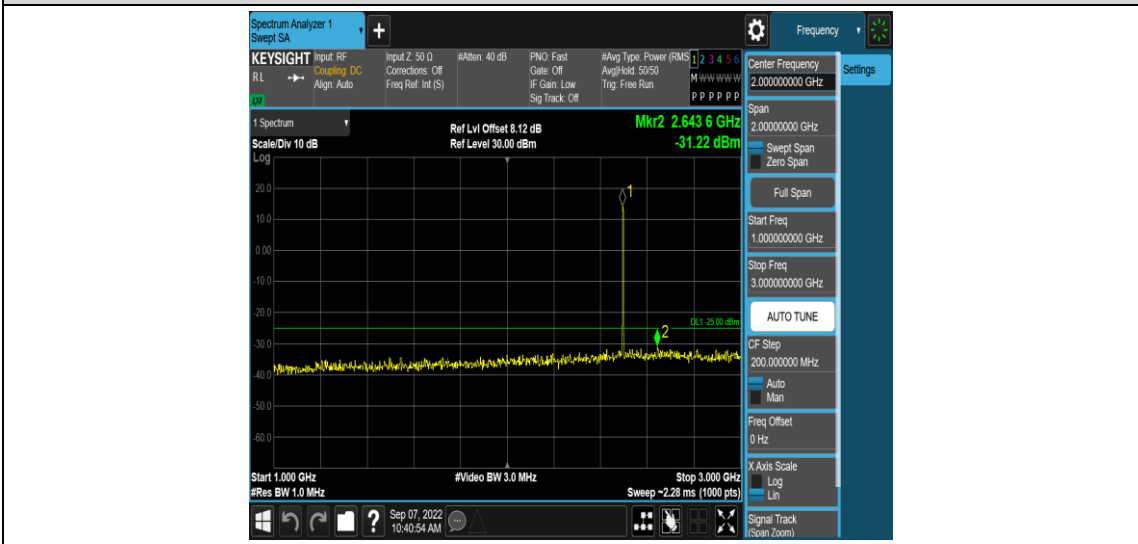 Spectrum Analyzer 1
Swept SA
+
Frequency
KEYSIGHT
RL
LXI
Input: RF
Coupling: DC
Align: Auto
Input Z: 50 Ω
Corrections: Off
Freq Ref: Int (S)
#Atten: 40 dB
PNO: Fast
Gate: Off
IF Gain: Low
Sig Track: Off
#Avg Type: Power (RMS
Avg|Hold: 50/50
Trig: Free Run
1 2 3 4 5 6
M W W W W W
P P P P P P
Center Frequency
2.000000000 GHz
Settings
Span
2.00000000 GHz
Swept Span
Zero Span
Full Span
Start Freq
1.000000000 GHz
Stop Freq
3.000000000 GHz
AUTO TUNE
CF Step
200.000000 MHz
Auto
Man
Freq Offset
0 Hz
X Axis Scale
Log
Lin
Signal Track
(Span Zoom)
1 Spectrum
Scale/Div 10 dB
Log
Ref Lvl Offset 8.12 dB
Ref Level 30.00 dBm
Mkr2 2.643 6 GHz
-31.22 dBm
20.0
10.0
0.00
-10.0
-20.0
-30.0
-40.0
-50.0
-60.0
1
DL1 -25.00 dBm
2
Start 1.000 GHz
#Res BW 1.0 MHz
#Video BW 3.0 MHz
Stop 3.000 GHz
Sweep ~2.28 ms (1000 pts)
?
Sep 07, 2022
10:40:54 AM